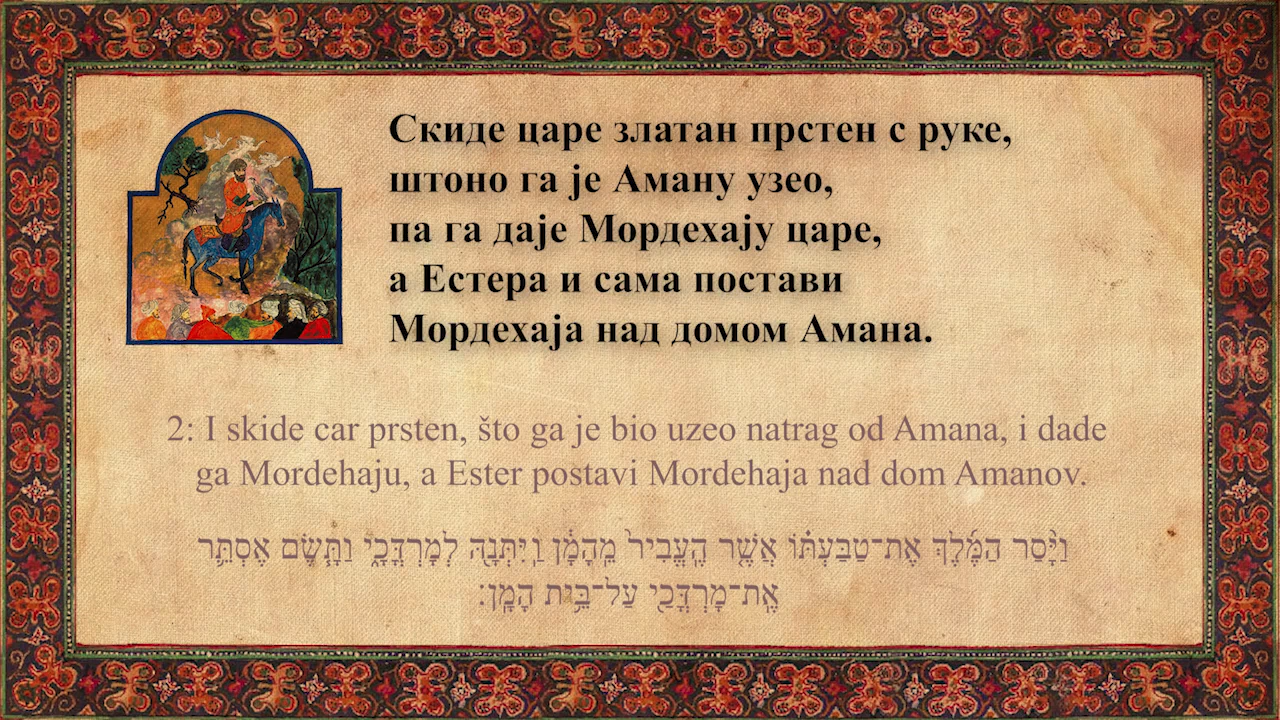 Скиде царе златан прстен с руке,
штоно га је Аману узео,
па га даје Мордехају царе,
а Естера и сама постави
Мордехаја над домом Амана.
2: I skide car prsten, što ga je bio uzeo natrag od Amana, i dade
ga Mordehaju, a Ester postavi Mordehaja nad dom Amanov.
וַיָּ֨סַר הַמֶּ֜לֶךְ אֶת־טַבַּעְתּ֗וֹ אֲשֶׁ֤ר הֶֽעֱבִיר֙ מֵֽהָמָ֔ן וַֽיִּתְּנָ֖הּ לְמָרְדֳּכָ֑י וַתָּ֧שֶׂם אֶסְתֵּ֛ר
אֶֽת־מָרְדֳּכַ֖י עַל־בֵּ֥ית הָמָֽן׃